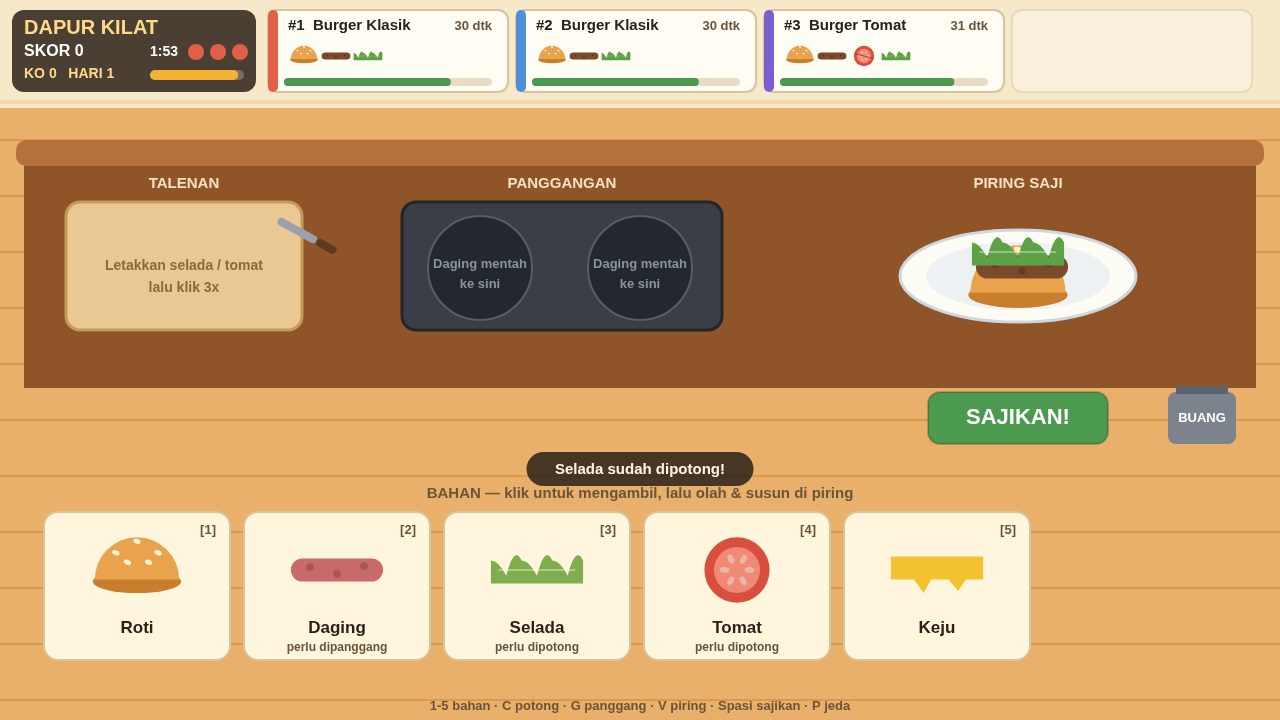 DAPUR KILAT
SKOR 0
1:53
KO 0 HARI 1
#1 Burger Klasik
30 dtk
#2 Burger Klasik
30 dtk
#3 Burger Tomat
31 dtk
TALENAN
PANGGANGAN
PIRING SAJI
Letakkan selada / tomat
lalu klik 3x
Daging mentah
ke sini
Daging mentah
ke sini
SAJIKAN!
BUANG
Selada sudah dipotong!
BAHAN — klik untuk mengambil, lalu olah & susun di piring
[1]
Roti
[2]
Daging
perlu dipanggang
[3]
Selada
perlu dipotong
[4]
Tomat
perlu dipotong
[5]
Keju
1-5 bahan · C potong · G panggang · V piring · Spasi sajikan · P jeda